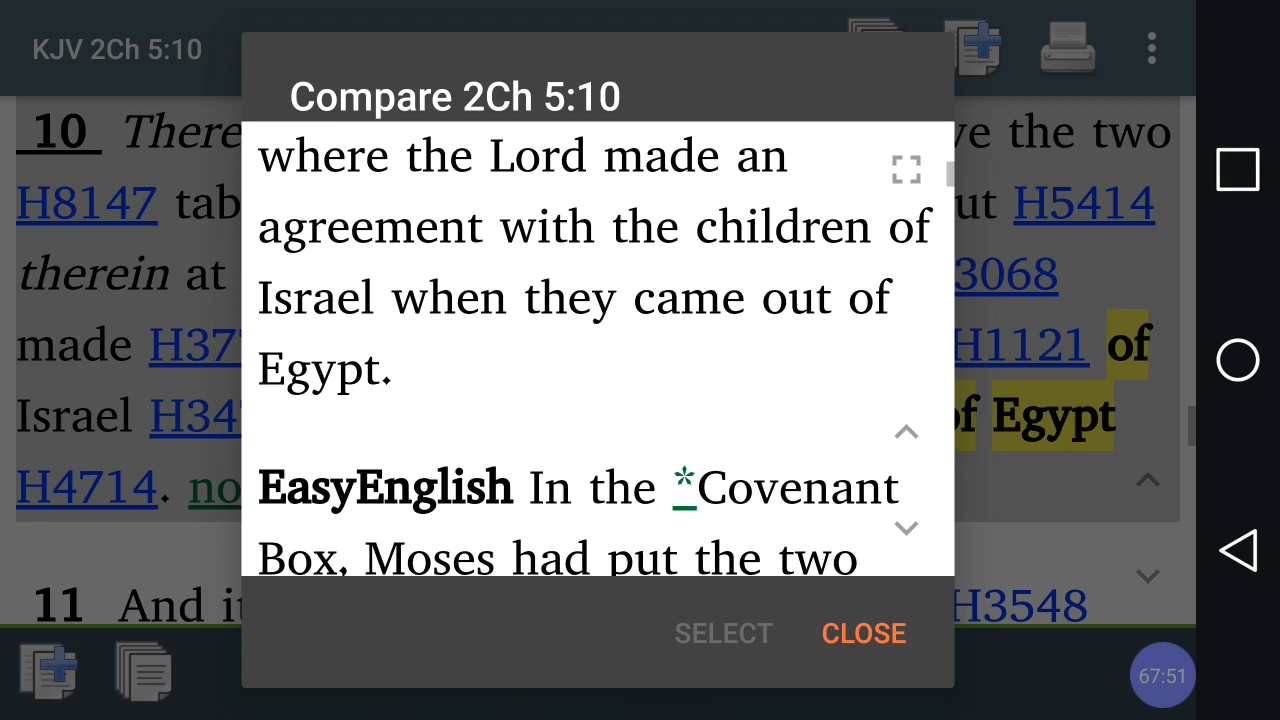 KJV 2Ch 5:10
Compare 2Ch 5:10
10 There
ve the two
H8147 tab
ut H5414
therein at
3068
made H37
H1121 of
Israel H34
of Egypt
H4714. no
11 And it
H3548
where the Lord made an
agreement with the children of
Israel when they came out of
Egypt.
EasyEnglish In the *Covenant
Box, Moses had put the two
SELECT CLOSE
67:51